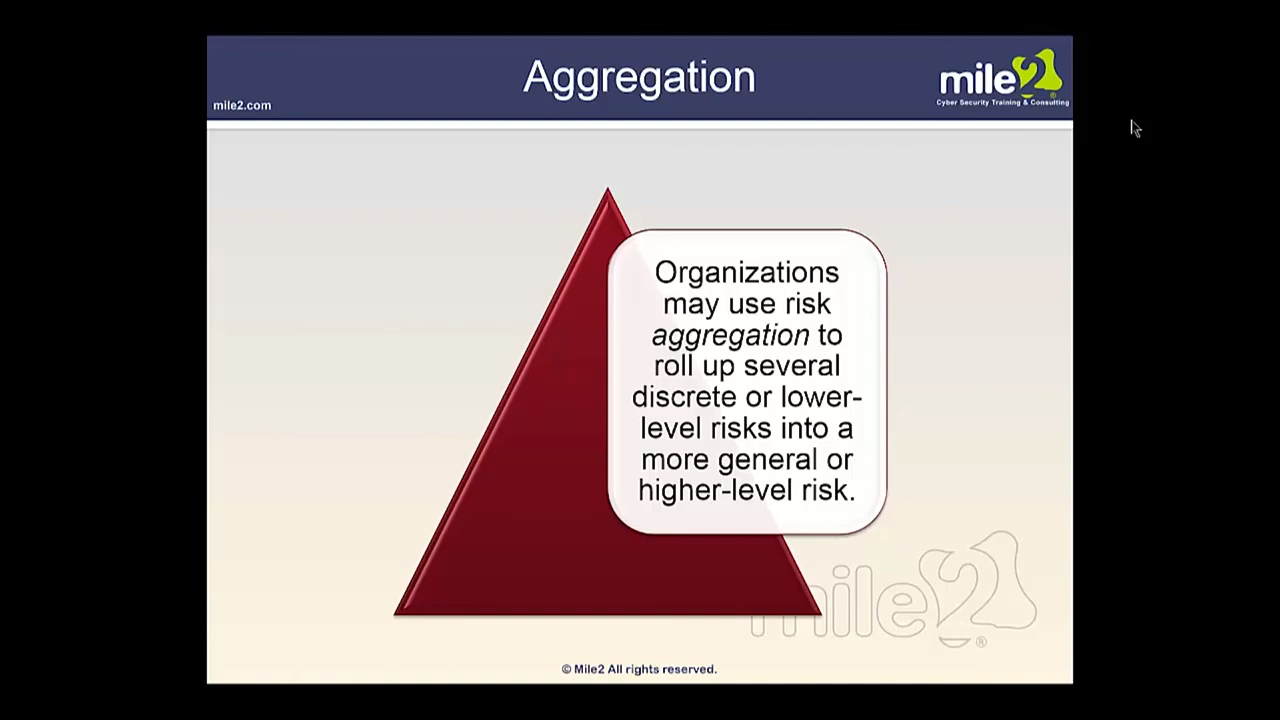 Aggregation
mile2
Cyber Security Training & Consulting
mile2.com
Organizations
may use risk
aggregation to
roll up several
discrete or lower-
level risks into a
more general or
higher-level risk.
mile2
®
© Mile2 All rights reserved.